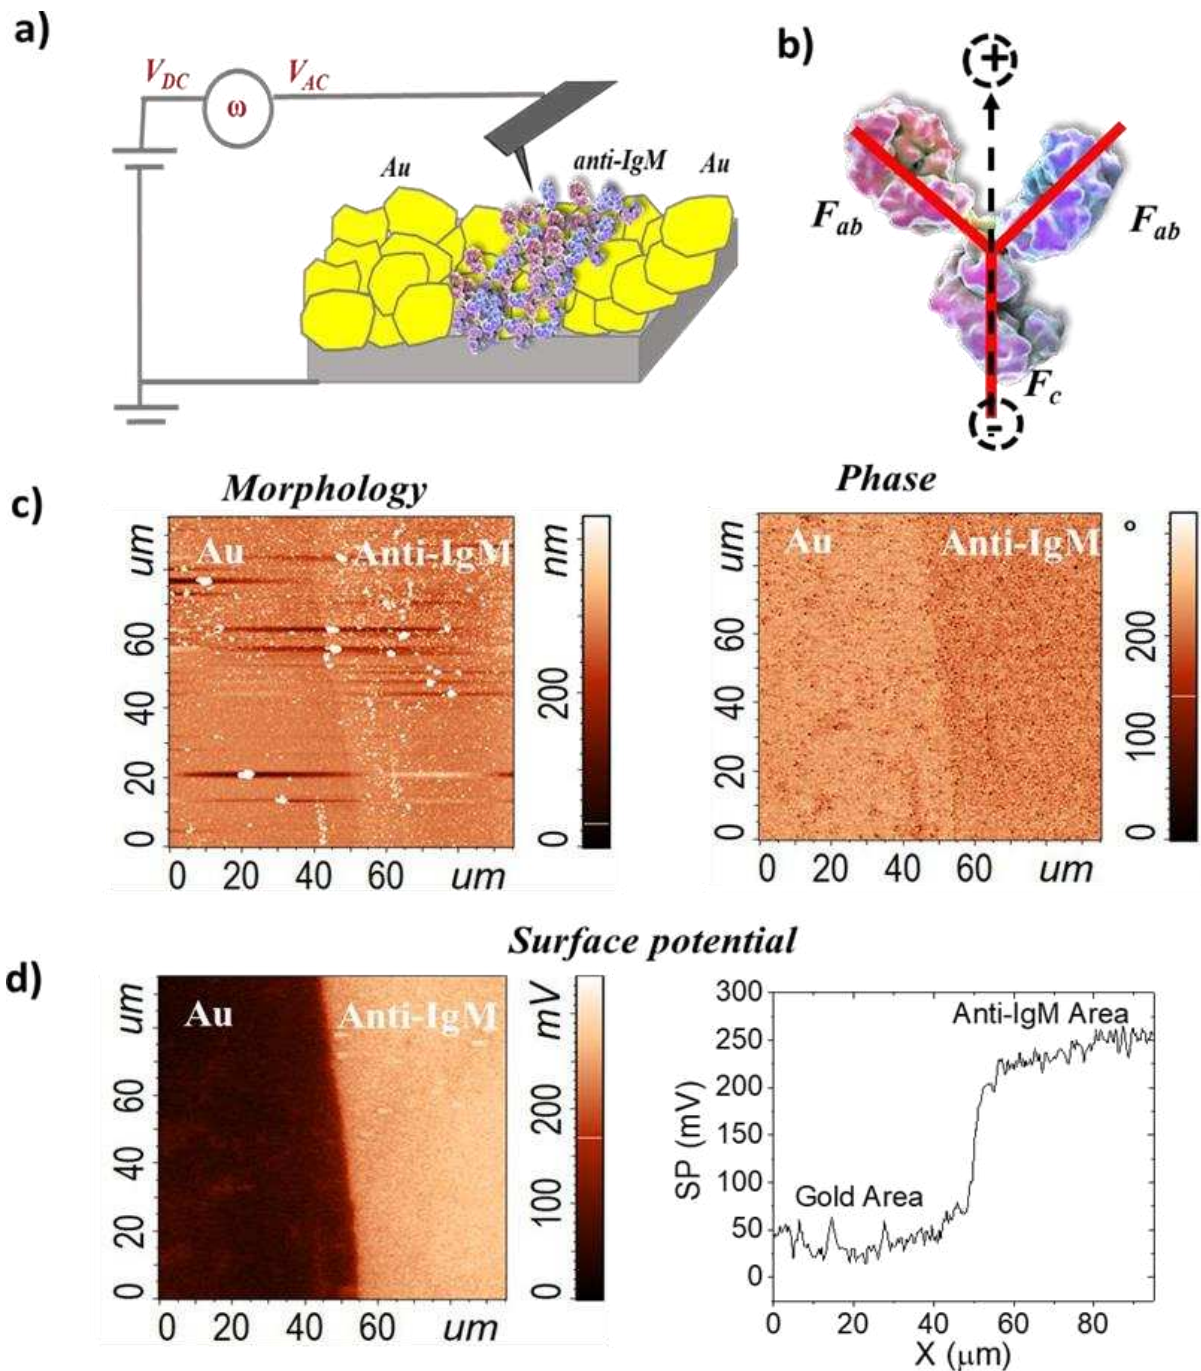 a)
V_DC
V_AC
ω
Au
anti-IgM
Au
b)
+
F_ab
F_ab
F_c
-
c)
Morphology
Phase
Au
Anti-IgM
um
60
40
20
0
0 20 40 60 um
nm
200
0
Au
Anti-IgM
um
60
40
20
0
0 20 40 60 um
°
200
100
0
Surface potential
d)
Au
Anti-IgM
um
60
40
20
0
0 20 40 60 um
mV
200
100
0
300
250
200
150
100
50
0
SP (mV)
Anti-IgM Area
Gold Area
0 20 40 60 80
X (μm)